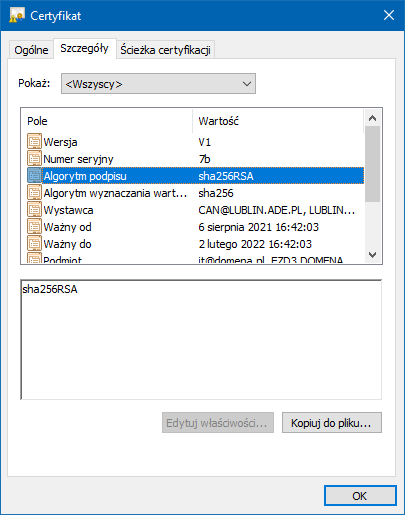 Certyfikat
Ogólne Szczegóły Ścieżka certyfikacji
Pokaż: <Wszyscy>
Pole Wartość
Wersja V1
Numer seryjny 7b
Algorytm podpisu sha256RSA
Algorytm wyznaczania wart... sha256
Wystawca CAN@LUBLIN.ADE.PL, LUBLIN...
Ważny od 6 sierpnia 2021 16:42:03
Ważny do 2 lutego 2022 16:42:03
Podmiot it@domena.pl, EZD3.DOMENA
sha256RSA
Edytuj właściwości... Kopiuj do pliku...
OK